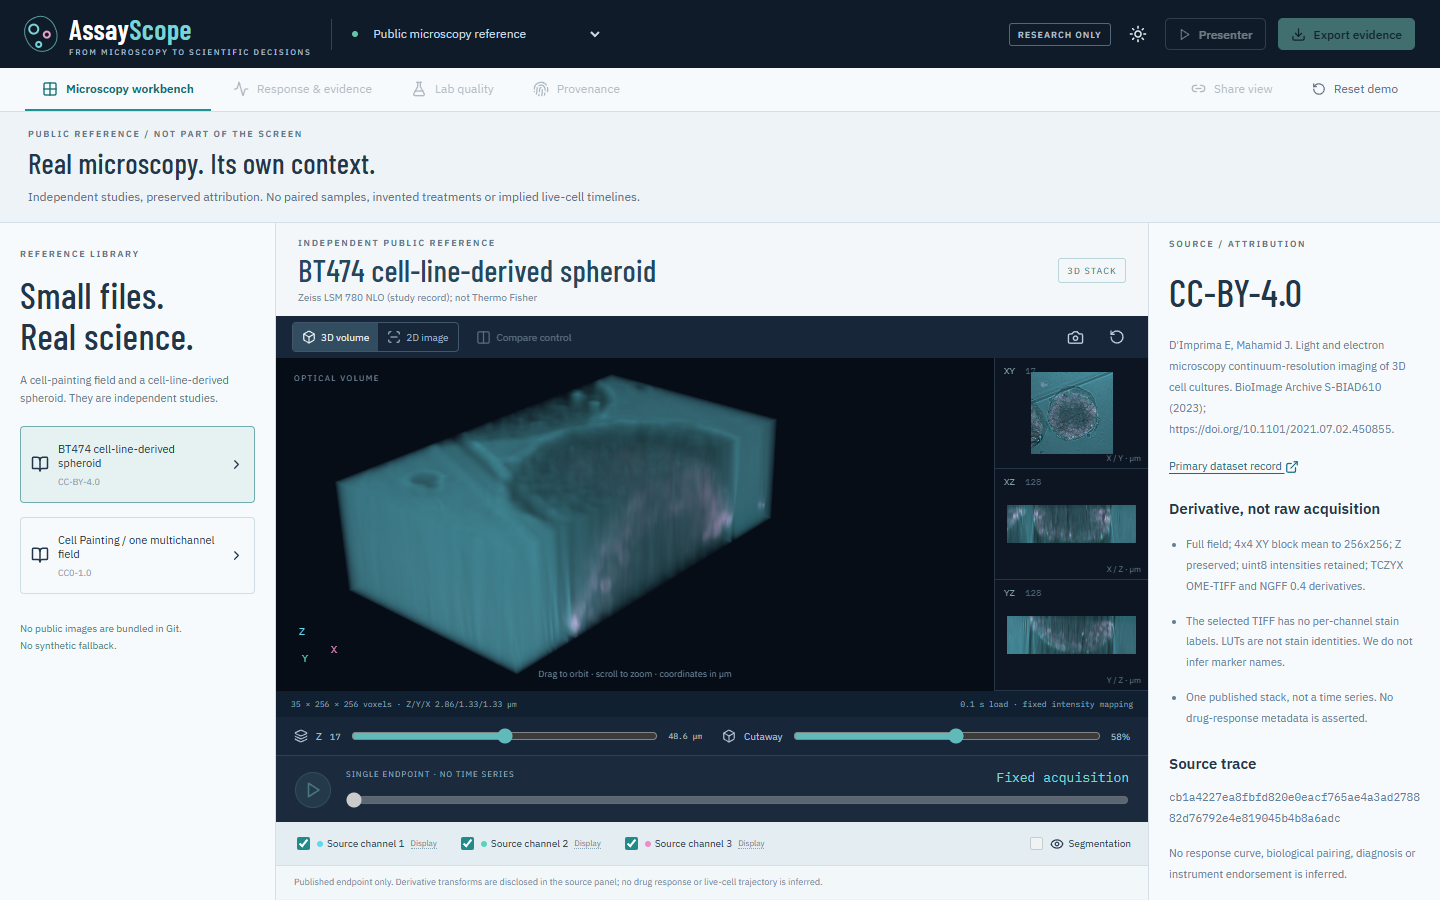 AssayScope
FROM MICROSCOPY TO SCIENTIFIC DECISIONS
Public microscopy reference
RESEARCH ONLY
Presenter
Export evidence
Microscopy workbench
Response & evidence
Lab quality
Provenance
Share view
Reset demo
PUBLIC REFERENCE / NOT PART OF THE SCREEN
Real microscopy. Its own context.
Independent studies, preserved attribution. No paired samples, invented treatments or implied live-cell timelines.
REFERENCE LIBRARY
Small files.
Real science.
A cell-painting field and a cell-line-derived
spheroid. They are independent studies.
BT474 cell-line-derived
spheroid
CC-BY-4.0
Cell Painting / one multichannel
field
CC0-1.0
No public images are bundled in Git.
No synthetic fallback.
INDEPENDENT PUBLIC REFERENCE
BT474 cell-line-derived spheroid
Zeiss LSM 780 NLO (study record); not Thermo Fisher
3D STACK
3D volume
2D image
Compare control
OPTICAL VOLUME
Z
X
Y
Drag to orbit · scroll to zoom · coordinates in µm
XY 17
X / Y · µm
XZ 128
X / Z · µm
YZ 128
Y / Z · µm
35 × 256 × 256 voxels · Z/Y/X 2.86/1.33/1.33 µm
0.1 s load · fixed intensity mapping
Z 17
48.6 µm
Cutaway
58%
SINGLE ENDPOINT · NO TIME SERIES
Fixed acquisition
Source channel 1 Display
Source channel 2 Display
Source channel 3 Display
Segmentation
Published endpoint only. Derivative transforms are disclosed in the source panel; no drug response or live-cell trajectory is inferred.
SOURCE / ATTRIBUTION
CC-BY-4.0
D'Imprima E, Mahamid J. Light and electron
microscopy continuum-resolution imaging of 3D
cell cultures. BioImage Archive S-BIAD610
(2023);
https://doi.org/10.1101/2021.07.02.450855.
Primary dataset record
Derivative, not raw acquisition
Full field; 4x4 XY block mean to 256x256; Z
preserved; uint8 intensities retained; TCZYX
OME-TIFF and NGFF 0.4 derivatives.
The selected TIFF has no per-channel stain
labels. LUTs are not stain identities. We do not
infer marker names.
One published stack, not a time series. No
drug-response metadata is asserted.
Source trace
cb1a4227ea8fbfd820e0eacf765ae4a3ad2788
82d76792e4e819045b4b8a6adc
No response curve, biological pairing, diagnosis or
instrument endorsement is inferred.